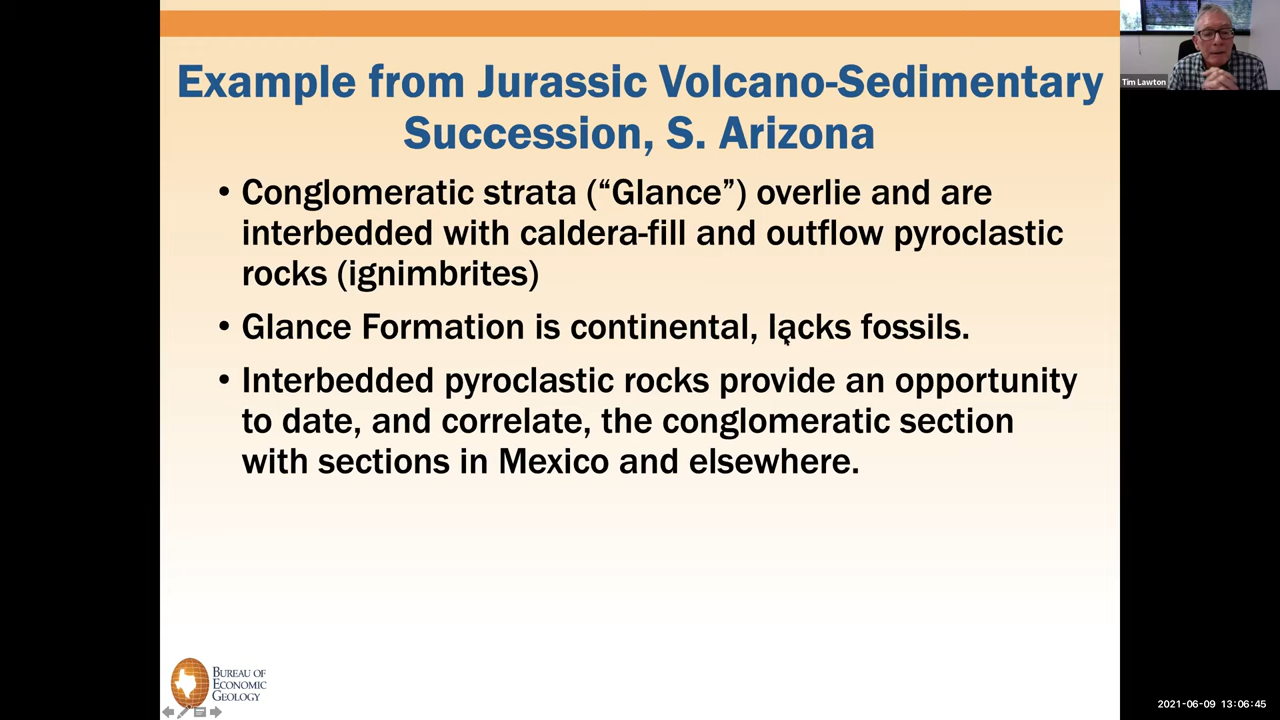 Example from Jurassic Volcano-Sedimentary
Succession, S. Arizona
• Conglomeratic strata (“Glance”) overlie and are
interbedded with caldera-fill and outflow pyroclastic
rocks (ignimbrites)
• Glance Formation is continental, lacks fossils.
• Interbedded pyroclastic rocks provide an opportunity
to date, and correlate, the conglomeratic section
with sections in Mexico and elsewhere.
Tim Lawton
BUREAU OF
ECONOMIC
GEOLOGY
2021-06-09 13:06:45